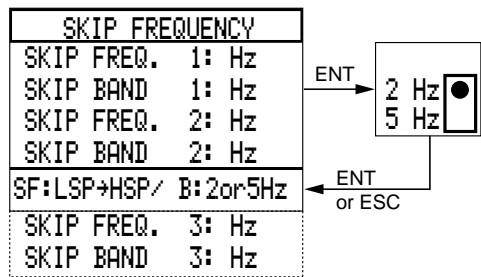 SKIP FREQUENCY
SKIP FREQ. 1: Hz
SKIP BAND 1: Hz
SKIP FREQ. 2: Hz
SKIP BAND 2: Hz
SF:LSP→HSP/ B:2or5Hz
SKIP FREQ. 3: Hz
SKIP BAND 3: Hz
ENT
2 Hz
5 Hz
ENT
or ESC